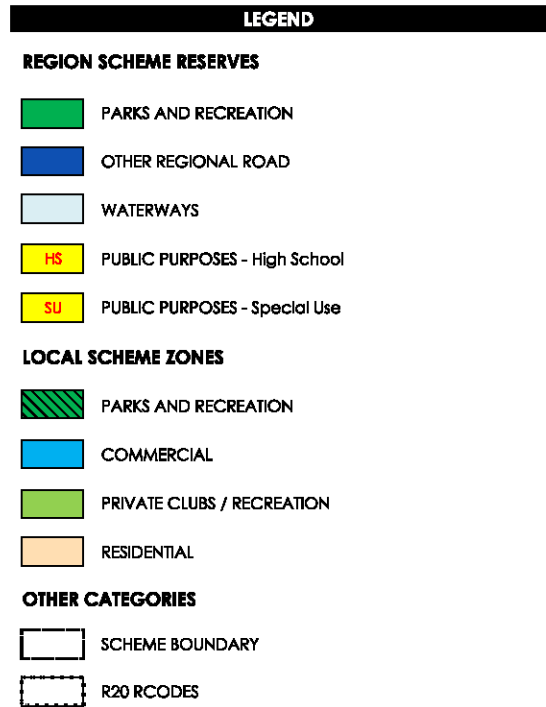 LEGEND
REGION SCHEME RESERVES
PARKS AND RECREATION
OTHER REGIONAL ROAD
WATERWAYS
HS PUBLIC PURPOSES - High School
SU PUBLIC PURPOSES - Special Use
LOCAL SCHEME ZONES
PARKS AND RECREATION
COMMERCIAL
PRIVATE CLUBS / RECREATION
RESIDENTIAL
OTHER CATEGORIES
SCHEME BOUNDARY
R20 RCODES